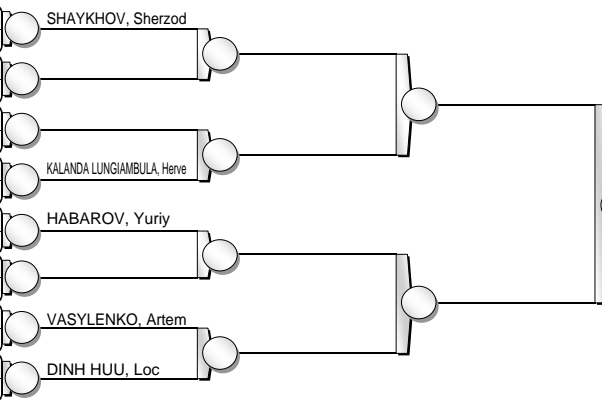 SHAYKHOV, Sherzod
KALANDA LUNGIAMBULA, Herve
HABAROV, Yuriy
VASYLENKO, Artem
DINH HUU, Loc